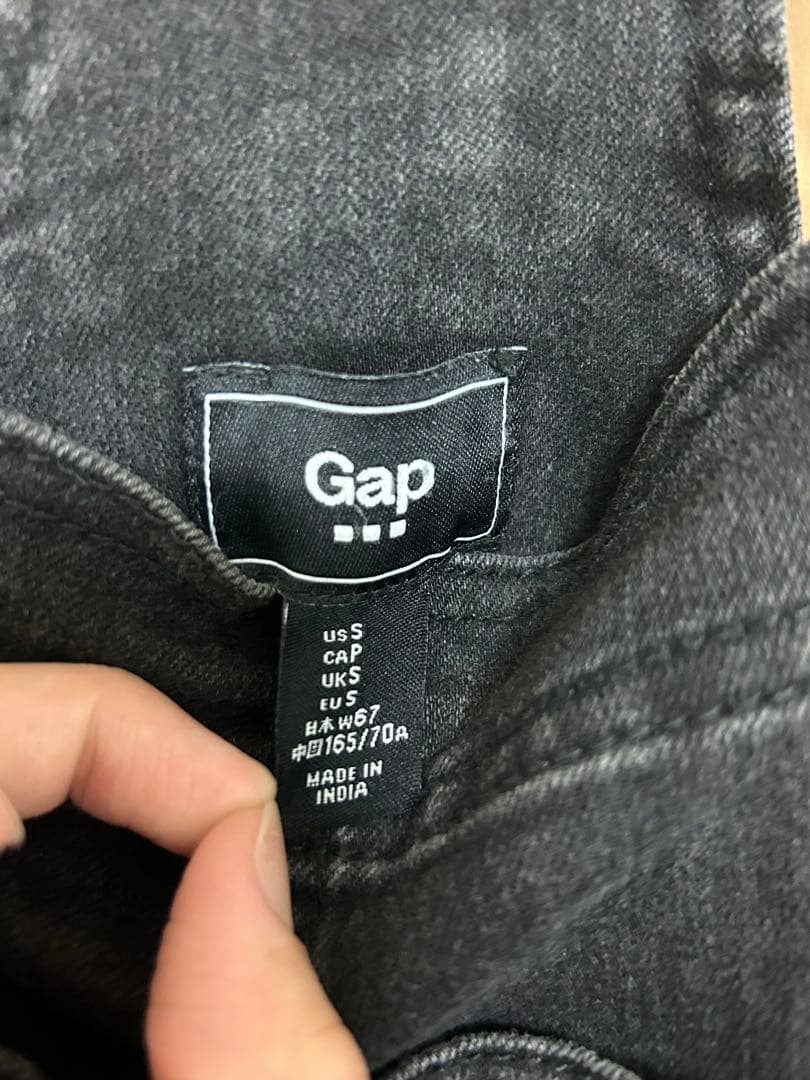 Gap
US S
CA P
UK S
EU S
日本 W67
中国 165/70A
MADE IN
INDIA